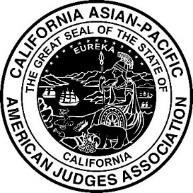 CALIFORNIA ASIAN-PACIFIC
AMERICAN JUDGES ASSOCIATION
THE GREAT SEAL OF THE STATE OF
CALIFORNIA
EUREKA